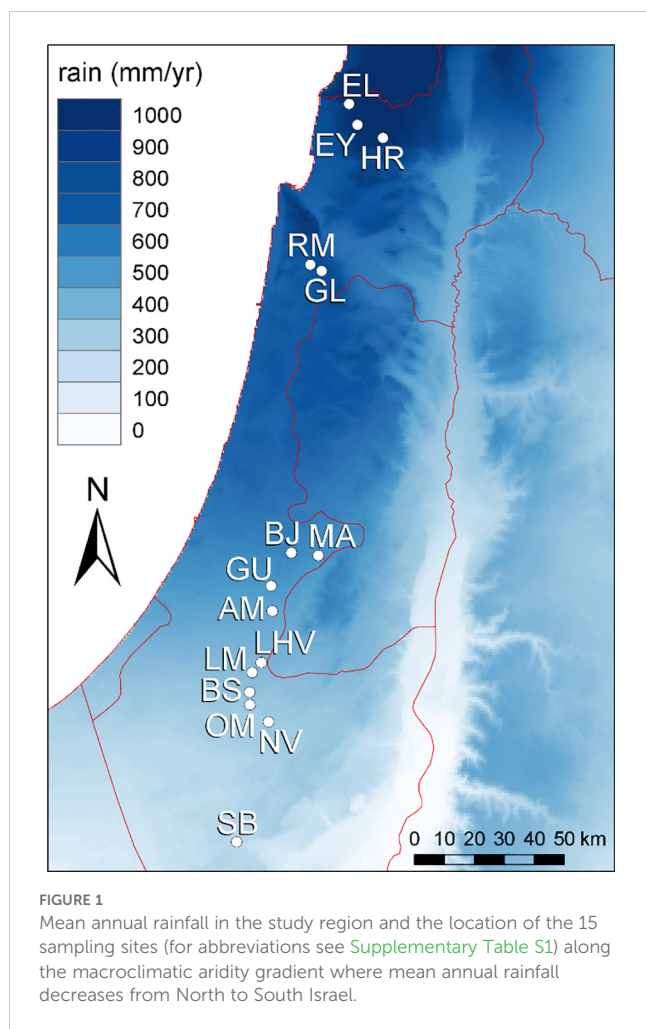 rain (mm/yr)
1000
900
800
700
600
500
400
300
200
100
0
N
EL
EY
HR
RM
GL
BJ MA
GU
AM
LHV
LM
BS
OM
NV
SB
0 10 20 30 40 50 km
FIGURE 1
Mean annual rainfall in the study region and the location of the 15
sampling sites (for abbreviations see Supplementary Table S1) along
the macroclimatic aridity gradient where mean annual rainfall
decreases from North to South Israel.